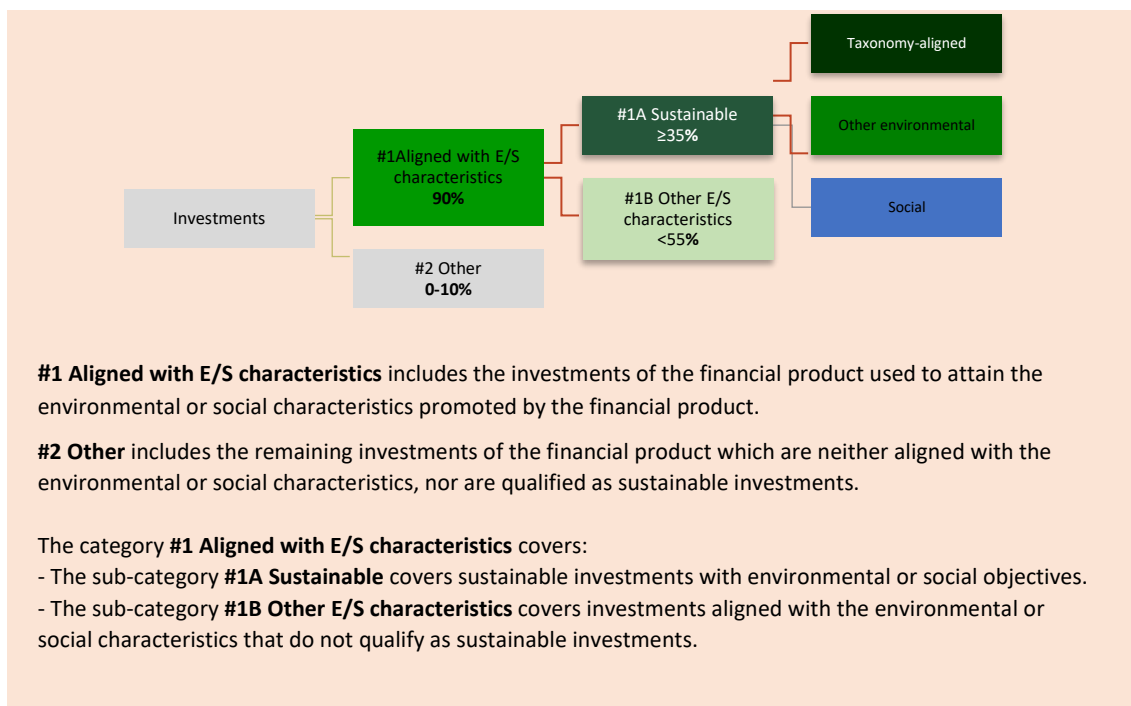 Taxonomy-aligned
#1A Sustainable
≥35%
Other environmental
#1Aligned with E/S
characteristics
90%
#1B Other E/S
characteristics
<55%
Investments
Social
#2 Other
0-10%
#1 Aligned with E/S characteristics includes the investments of the financial product used to attain the
environmental or social characteristics promoted by the financial product.
#2 Other includes the remaining investments of the financial product which are neither aligned with the
environmental or social characteristics, nor are qualified as sustainable investments.
The category #1 Aligned with E/S characteristics covers:
- The sub-category #1A Sustainable covers sustainable investments with environmental or social objectives.
- The sub-category #1B Other E/S characteristics covers investments aligned with the environmental or
social characteristics that do not qualify as sustainable investments.